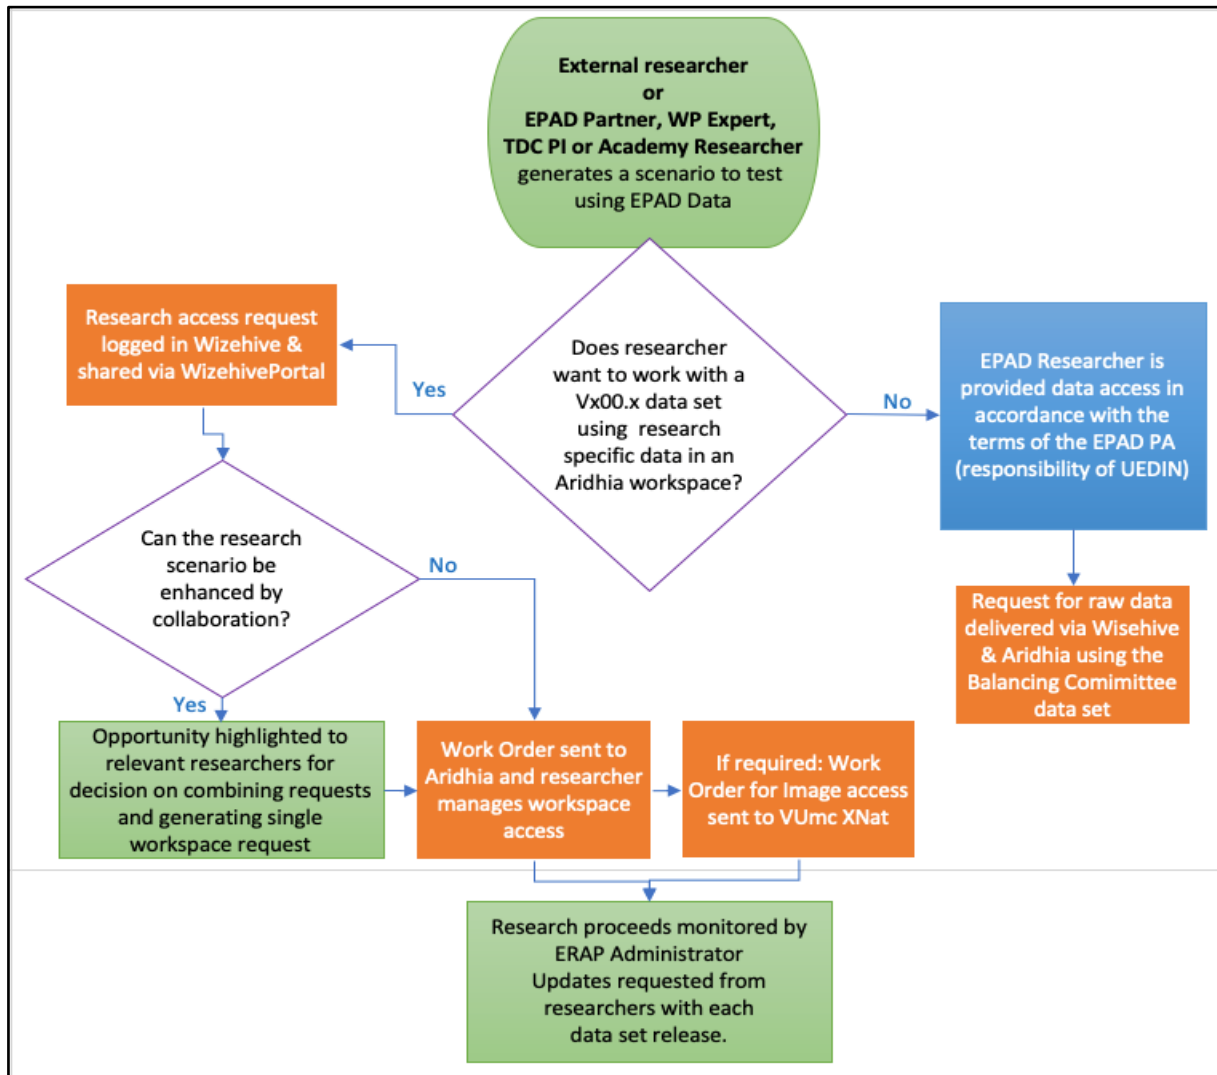 External researcher
or
EPAD Partner, WP Expert,
TDC PI or Academy Researcher
generates a scenario to test
using EPAD Data
Research access request
logged in Wizehive &
shared via WizehivePortal
Yes
Does researcher
want to work with a
Vx00.x data set
using research
specific data in an
Aridhia workspace?
No
EPAD Researcher is
provided data access in
accordance with the
terms of the EPAD PA
(responsibility of UEDIN)
Can the research
scenario be
enhanced by
collaboration?
No
Yes
Request for raw data
delivered via Wisehive
& Aridhia using the
Balancing Comimittee
data set
Opportunity highlighted to
relevant researchers for
decision on combining requests
and generating single
workspace request
Work Order sent to
Aridhia and researcher
manages workspace
access
If required: Work
Order for Image access
sent to VUmc XNat
Research proceeds monitored by
ERAP Administrator
Updates requested from
researchers with each
data set release.